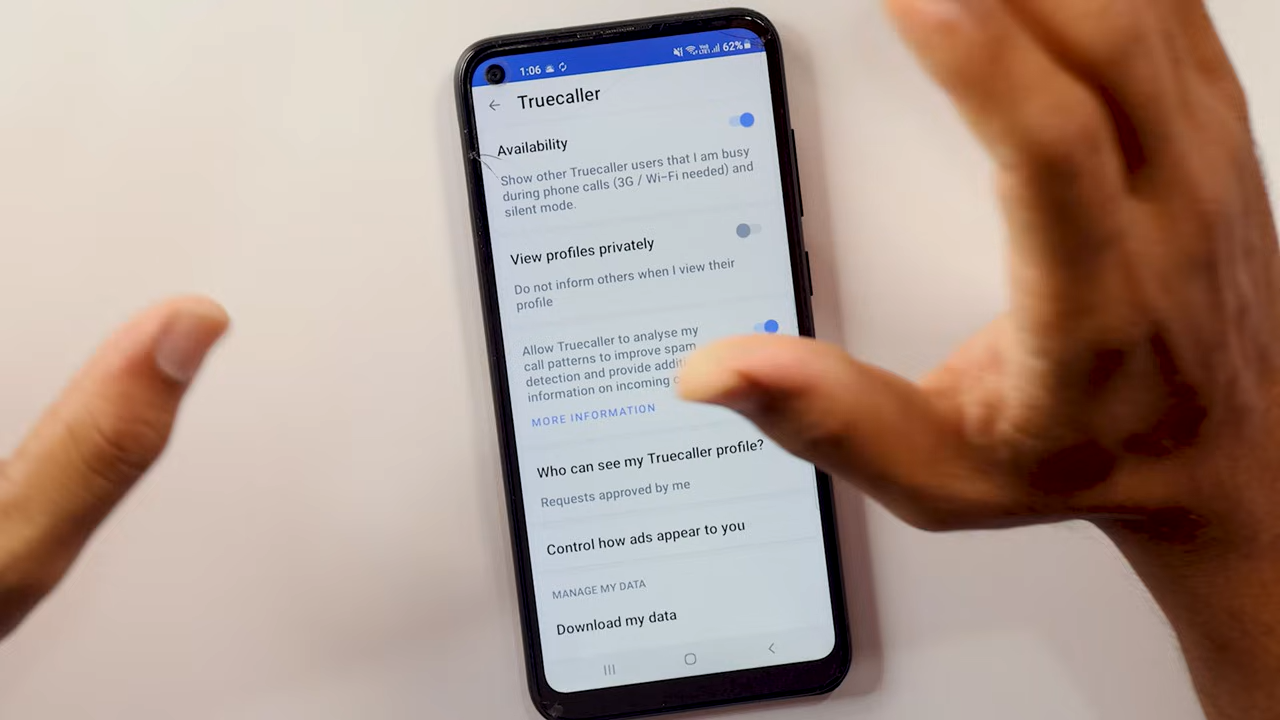 1:06
62%
Truecaller
Availability
Show other Truecaller users that I am busy
during phone calls (3G / Wi-Fi needed) and
silent mode.
View profiles privately
Do not inform others when I view their
profile
Allow Truecaller to analyse my
call patterns to improve spam
detection and provide
information on incoming
MORE INFORMATION
Who can see my Truecaller profile?
Requests approved by me
Control how ads appear to you
MANAGE MY DATA
Download my data